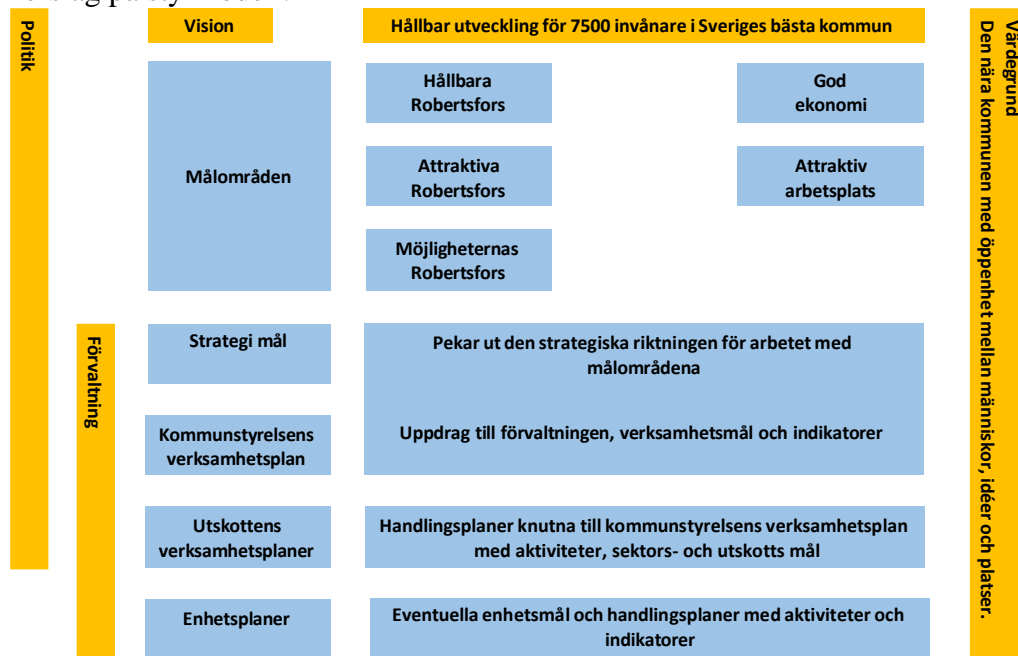 Politik
Vision
Hållbar utveckling för 7500 invånare i Sveriges bästa kommun
Värdegrund
Den nära kommunen med öppenhet mellan människor, idéer och platser.
Målområden
Hållbara
Robertsfors
God
ekonomi
Attraktiva
Robertsfors
Attraktiv
arbetsplats
Möjligheternas
Robertsfors
Förvaltning
Strategi mål
Pekar ut den strategiska riktningen för arbetet med
målområdena
Kommunstyrelsens
verksamhetsplan
Uppdrag till förvaltningen, verksamhetsmål och indikatorer
Utskottens
verksamhetsplaner
Handlingsplaner knutna till kommunstyrelsens verksamhetsplan
med aktiviteter, sektors- och utskotts mål
Enhetsplaner
Eventuella enhetsmål och handlingsplaner med aktiviteter och
indikatorer